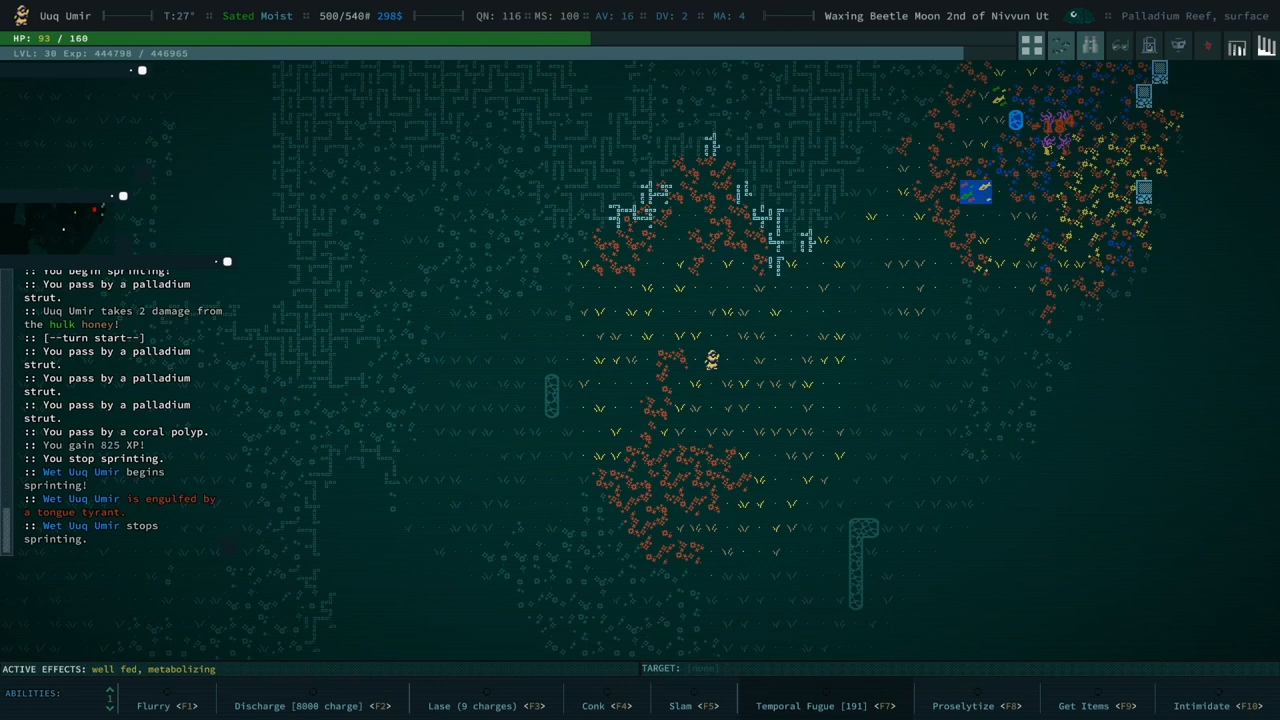 Uuq Umir T:27° :: Sated Moist :: 500/540# 298$ QN: 116 :: MS: 100 :: AV: 16 :: DV: 2 :: MA: 4 Waxing Beetle Moon 2nd of Nivvun Ut :: Palladium Reef, surface
HP: 93 / 160
LVL: 30 Exp: 444798 / 446965
:: You begin sprinting!
:: You pass by a palladium
strut.
:: Uuq Umir takes 2 damage from
the hulk honey!
:: [--turn start--]
:: You pass by a palladium
strut.
:: You pass by a palladium
strut.
:: You pass by a palladium
strut.
:: You pass by a coral polyp.
:: You gain 825 XP!
:: You stop sprinting.
:: Wet Uuq Umir begins
sprinting!
:: Wet Uuq Umir is engulfed by
a tongue tyrant.
:: Wet Uuq Umir stops
sprinting.
ACTIVE EFFECTS: well fed, metabolizing
TARGET: [none]
ABILITIES: 1 Flurry <F1> Discharge [8000 charge] <F2> Lase (9 charges) <F3> Conk <F4> Slam <F5> Temporal Fugue [191] <F7> Proselytize <F8> Get Items <F9> Intimidate <F10>